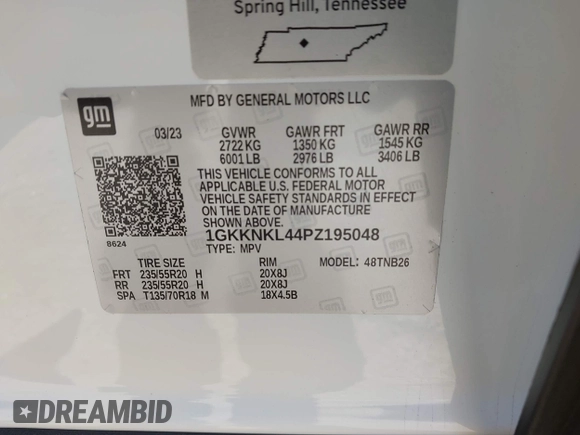 Spring Hill, Tennessee
gm
MFD BY GENERAL MOTORS LLC
03/23 GVWR GAWR FRT GAWR RR
2722 KG 1350 KG 1545 KG
6001 LB 2976 LB 3406 LB
THIS VEHICLE CONFORMS TO ALL
APPLICABLE U.S. FEDERAL MOTOR
VEHICLE SAFETY STANDARDS IN EFFECT
ON THE DATE OF MANUFACTURE
SHOWN ABOVE.
8624
1GKKNKL44PZ195048
TYPE: MPV
TIRE SIZE RIM MODEL: 48TNB26
FRT 235/55R20 H 20X8J
RR 235/55R20 H 20X8J
SPA T135/70R18 M 18X4.5B
DREAMBID